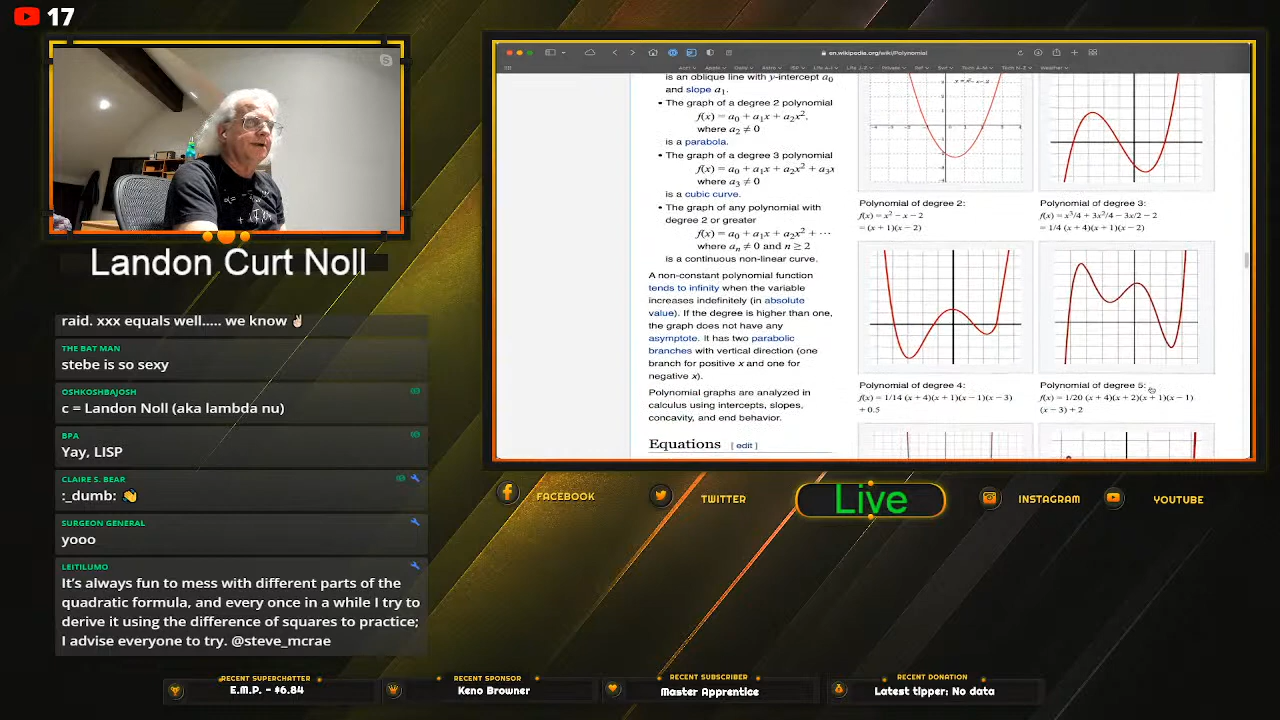 17
Landon Curt Noll
raid. xxx equals well..... we know ✌🏻
THE BAT MAN
stebe is so sexy
OSHKOSHBAJOSH
c = Landon Noll (aka lambda nu)
BPA
Yay, LISP
CLAIRE S. BEAR
:_dumb: 👏
SURGEON GENERAL
yooo
LEITILUMO
It's always fun to mess with different parts of the
quadratic formula, and every once in a while I try to
derive it using the difference of squares to practice;
I advise everyone to try. @steve_mcrae
en.wikipedia.org/wiki/Polynomial
is an oblique line with y-intercept a₀
and slope a₁.
• The graph of a degree 2 polynomial
f(x) = a₀ + a₁x + a₂x²,
where a₂ ≠ 0
is a parabola.
• The graph of a degree 3 polynomial
f(x) = a₀ + a₁x + a₂x² + a₃x
where a₃ ≠ 0
is a cubic curve.
• The graph of any polynomial with
degree 2 or greater
f(x) = a₀ + a₁x + a₂x² + ⋯
where aₙ ≠ 0 and n ≥ 2
is a continuous non-linear curve.
A non-constant polynomial function
tends to infinity when the variable
increases indefinitely (in absolute
value). If the degree is higher than one,
the graph does not have any
asymptote. It has two parabolic
branches with vertical direction (one
branch for positive x and one for
negative x).
Polynomial graphs are analyzed in
calculus using intercepts, slopes,
concavity, and end behavior.
Equations [ edit ]
Polynomial of degree 2:
f(x) = x² − x − 2
= (x + 1)(x − 2)
Polynomial of degree 3:
f(x) = x³/4 + 3x²/4 − 3x/2 − 2
= 1/4 (x + 4)(x + 1)(x − 2)
Polynomial of degree 4:
f(x) = 1/14 (x + 4)(x + 1)(x − 1)(x − 3)
+ 0.5
Polynomial of degree 5:
f(x) = 1/20 (x + 4)(x + 2)(x + 1)(x − 1)
(x − 3) + 2
FACEBOOK
TWITTER
Live
INSTAGRAM
YOUTUBE
RECENT SUPERCHATTER
E.M.P. - $6.84
RECENT SPONSOR
Keno Browner
RECENT SUBSCRIBER
Master Apprentice
RECENT DONATION
Latest tipper: No data